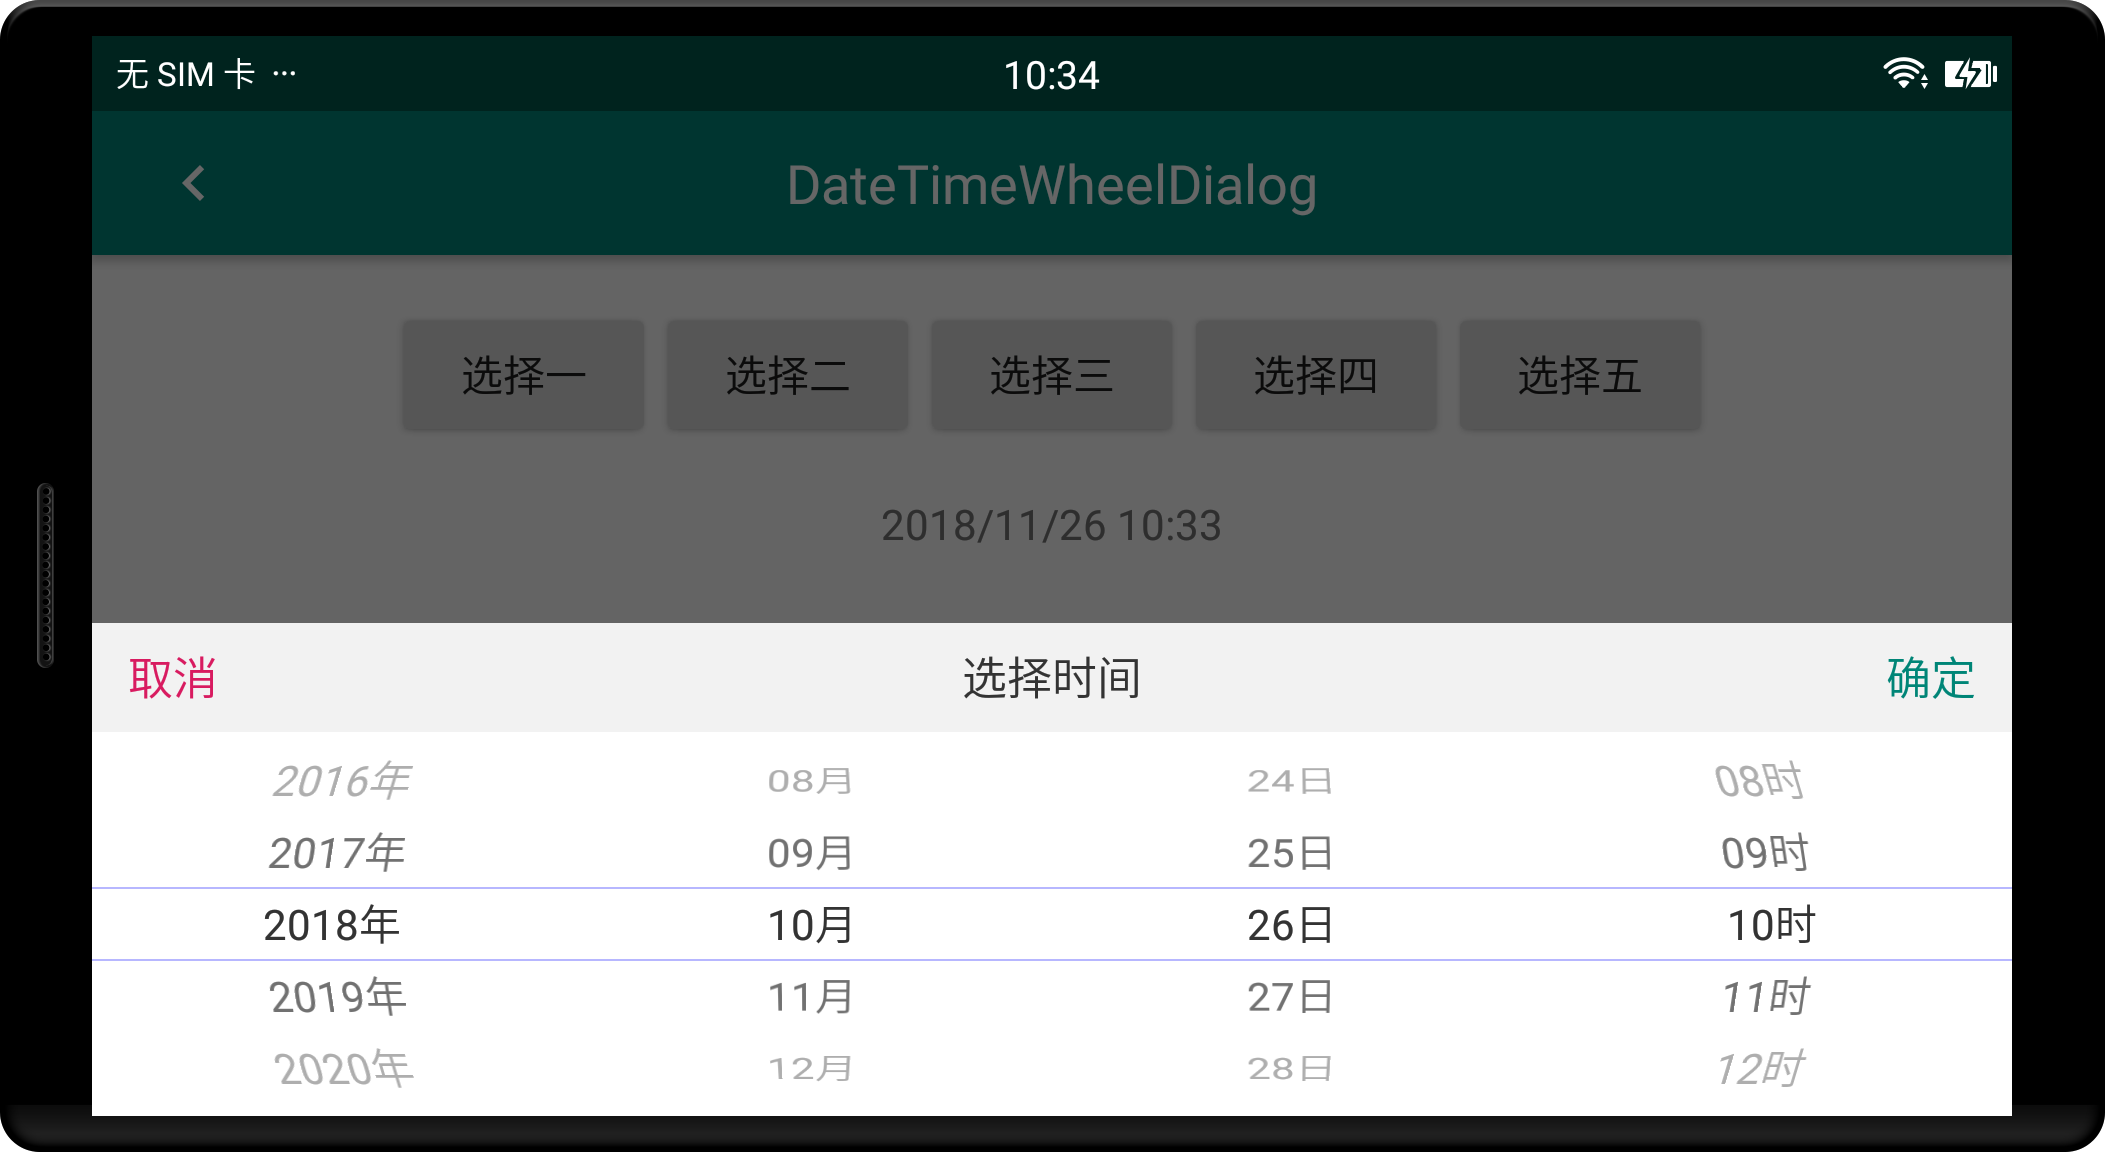 无 SIM 卡 ··· 10:34
DateTimeWheelDialog
选择一 选择二 选择三 选择四 选择五
2018/11/26 10:33
取消 选择时间 确定
2016年 08月 24日 08时
2017年 09月 25日 09时
2018年 10月 26日 10时
2019年 11月 27日 11时
2020年 12月 28日 12时